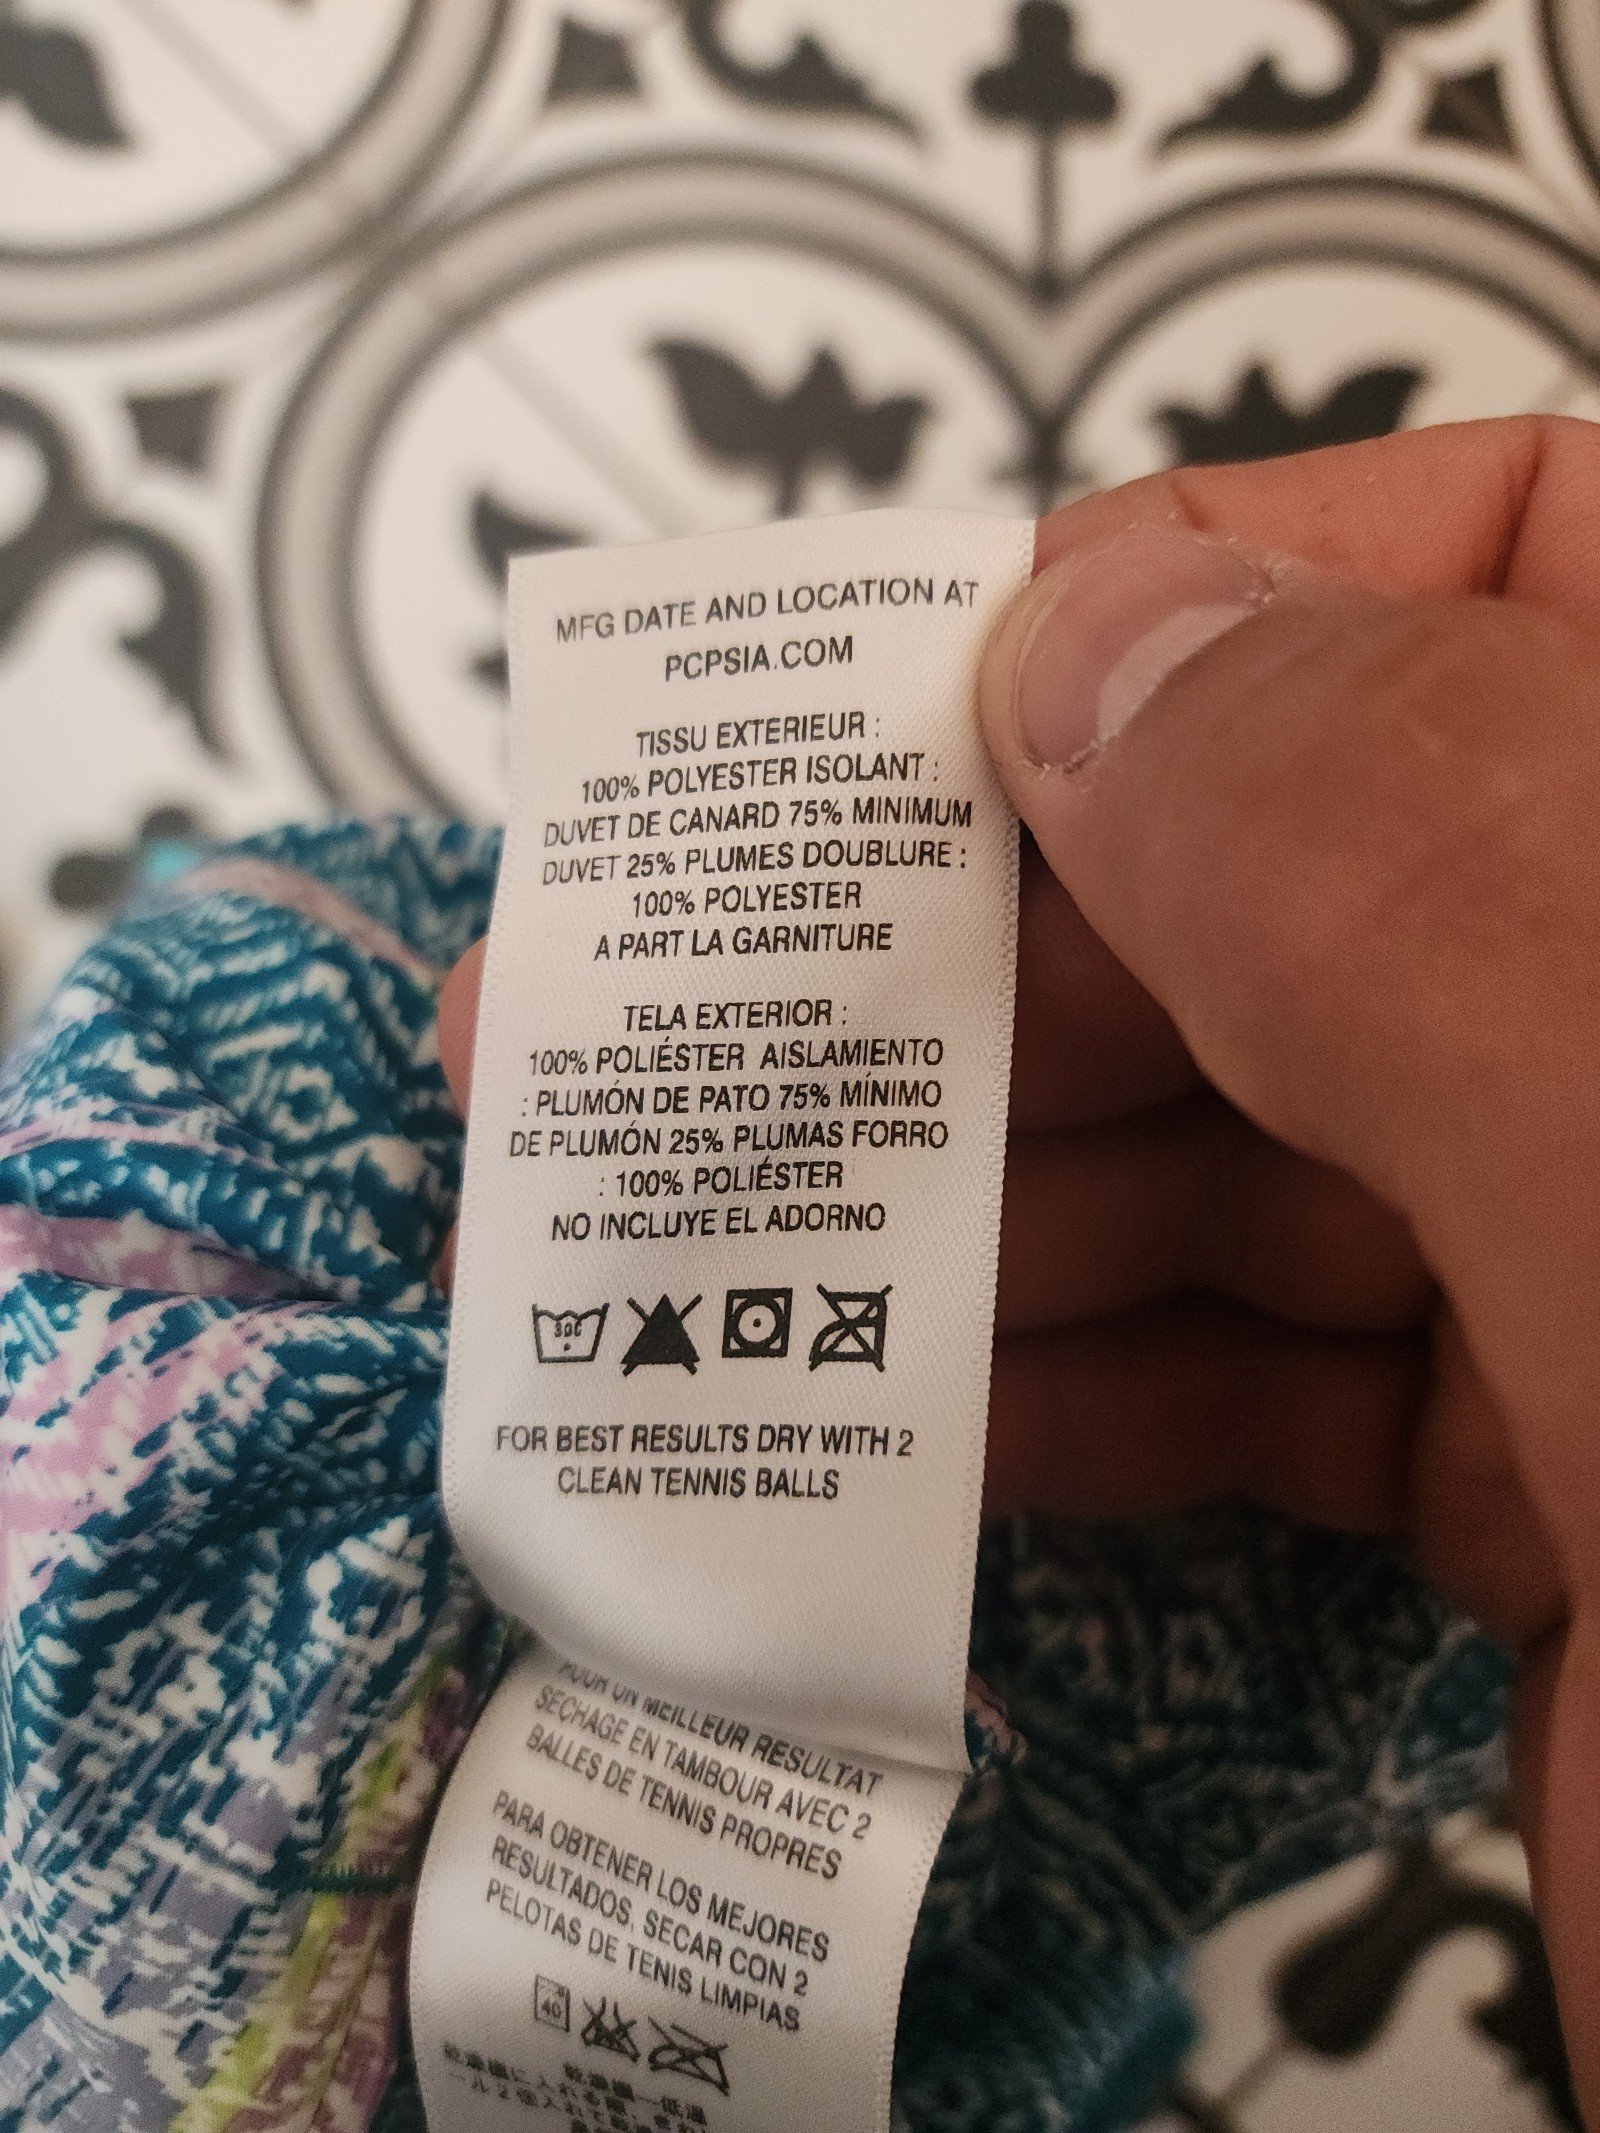 MFG DATE AND LOCATION AT
PCPSIA.COM
TISSU EXTERIEUR :
100% POLYESTER ISOLANT :
DUVET DE CANARD 75% MINIMUM
DUVET 25% PLUMES DOUBLURE :
100% POLYESTER
A PART LA GARNITURE
TELA EXTERIOR :
100% POLIÉSTER AISLAMIENTO
: PLUMÓN DE PATO 75% MÍNIMO
DE PLUMÓN 25% PLUMAS FORRO
: 100% POLIÉSTER
NO INCLUYE EL ADORNO
30C
FOR BEST RESULTS DRY WITH 2
CLEAN TENNIS BALLS
POUR UN MEILLEUR RESULTAT
SECHAGE EN TAMBOUR AVEC 2
BALLES DE TENNIS PROPRES
PARA OBTENER LOS MEJORES
RESULTADOS, SECAR CON 2
PELOTAS DE TENIS LIMPIAS
40